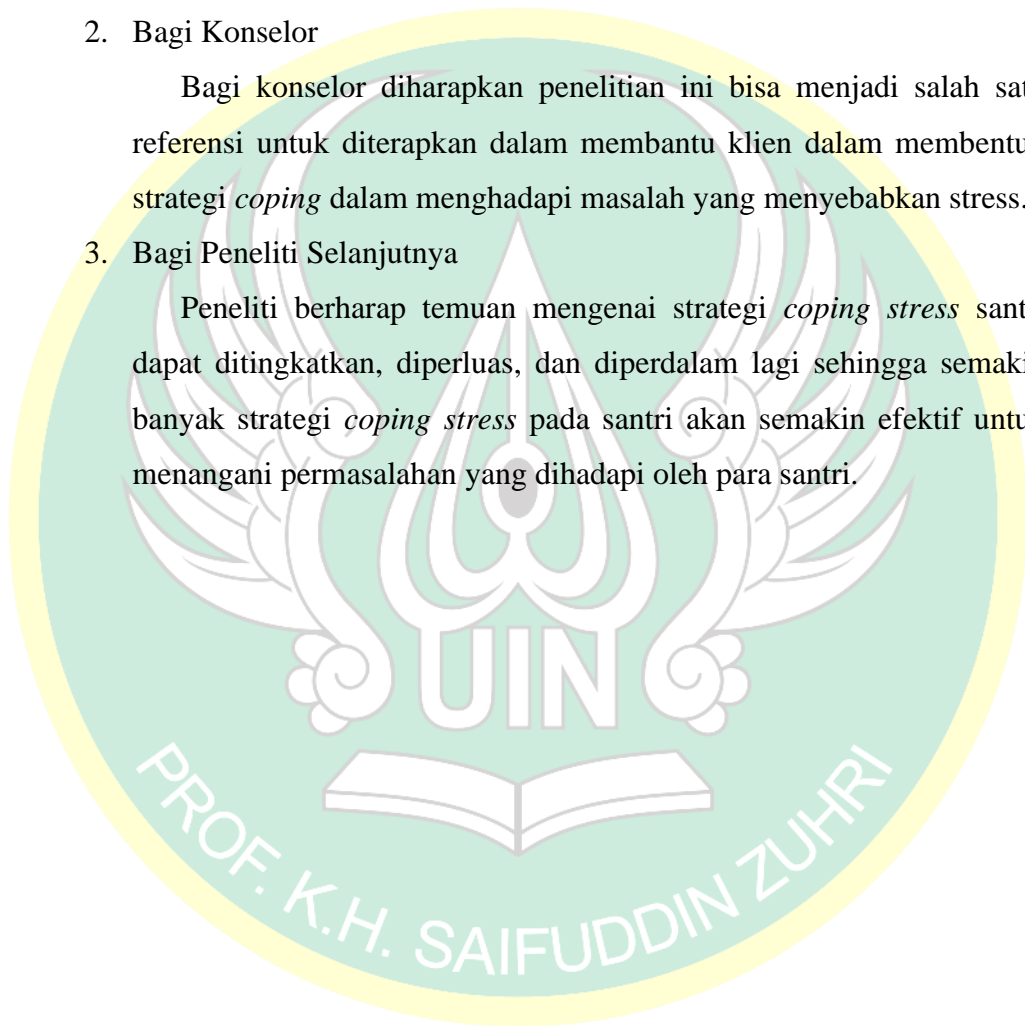 2. Bagi Konselor
Bagi konselor diharapkan penelitian ini bisa menjadi salah sat
referensi untuk diterapkan dalam membantu klien dalam membentu
strategi coping dalam menghadapi masalah yang menyebabkan stress.
3. Bagi Peneliti Selanjutnya
Peneliti berharap temuan mengenai strategi coping stress sant
dapat ditingkatkan, diperluas, dan diperdalam lagi sehingga semaki
banyak strategi coping stress pada santri akan semakin efektif untu
menangani permasalahan yang dihadapi oleh para santri.
UIN
PROF. K.H. SAIFUDDIN ZUHRI